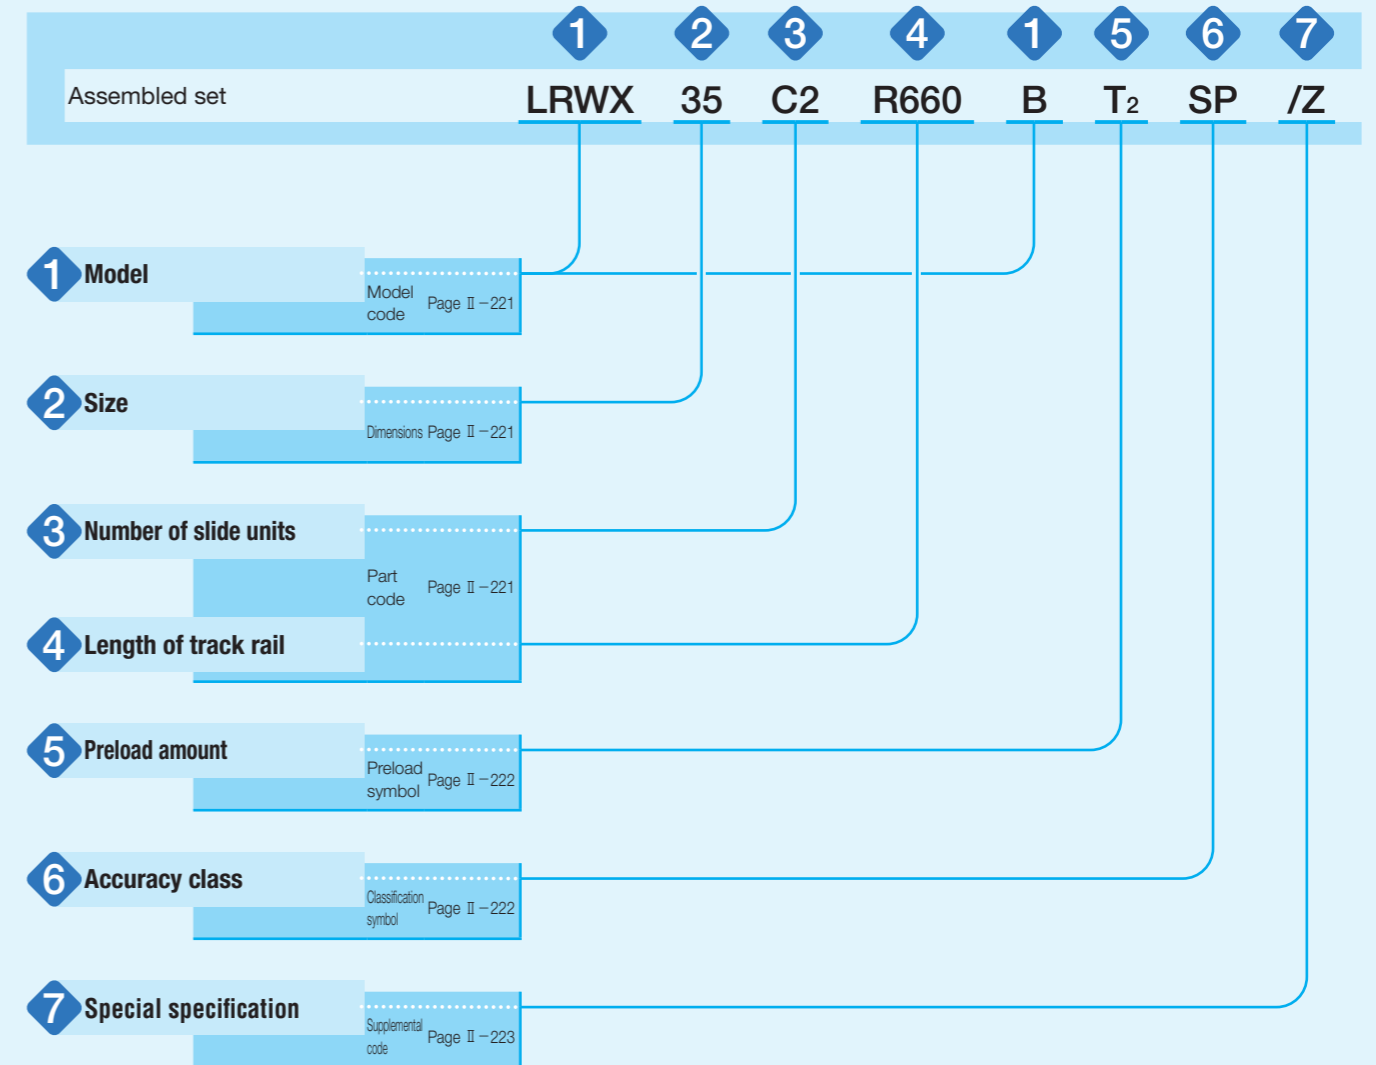 1 2 3 4 1 5 6 7
Assembled set LRWX 35 C2 R660 B T2 SP /Z
1 Model
Model code Page Ⅱ-221
2 Size
Dimensions Page Ⅱ-221
3 Number of slide units
Part code Page Ⅱ-221
4 Length of track rail
5 Preload amount
Preload symbol Page Ⅱ-222
6 Accuracy class
Classification symbol Page Ⅱ-222
7 Special specification
Supplemental code Page Ⅱ-223